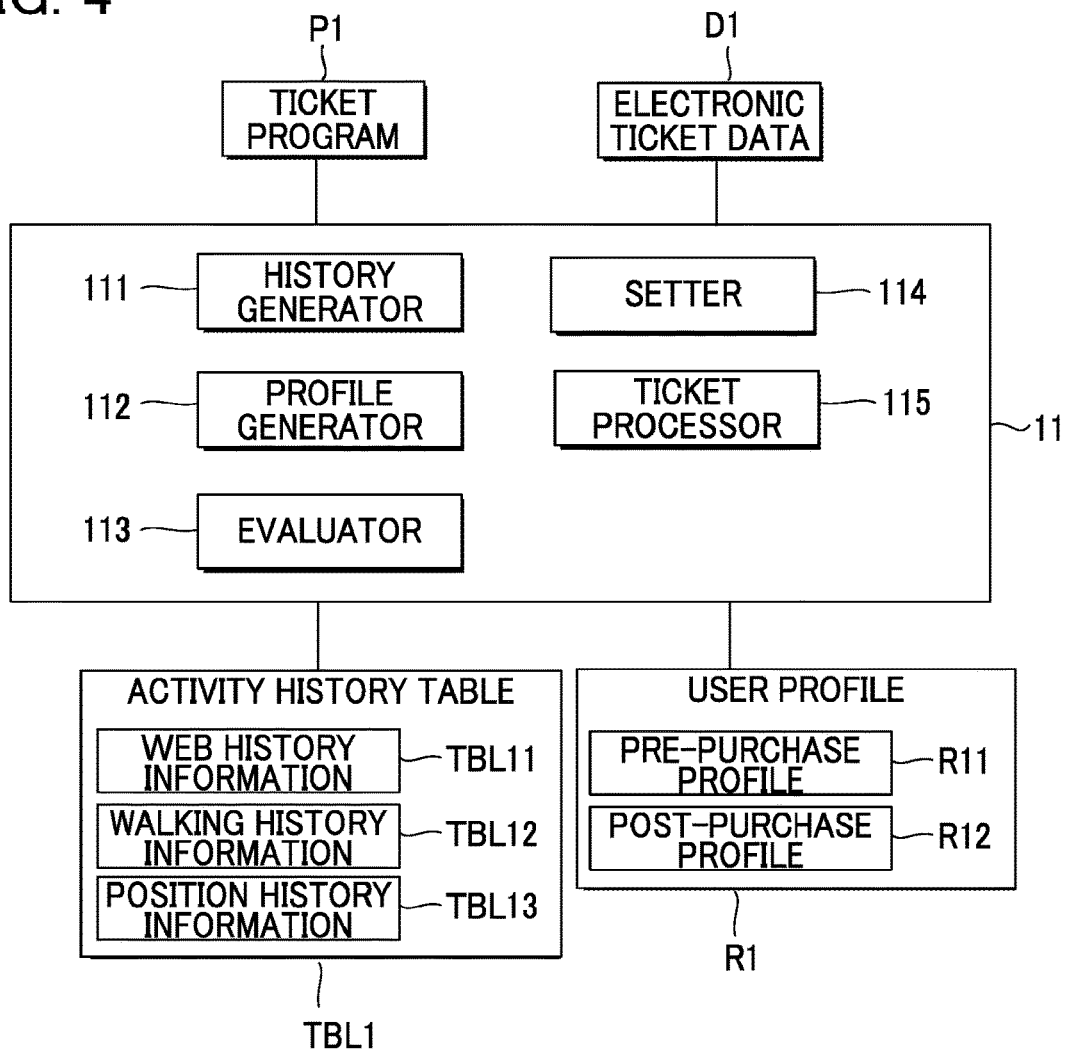 FIG. 4
P1
D1
TICKET
PROGRAM
ELECTRONIC
TICKET DATA
111
HISTORY
GENERATOR
SETTER
114
112
PROFILE
GENERATOR
TICKET
PROCESSOR
115
11
113
EVALUATOR
ACTIVITY HISTORY TABLE
WEB HISTORY
INFORMATION
TBL11
WALKING HISTORY
INFORMATION
TBL12
POSITION HISTORY
INFORMATION
TBL13
TBL1
USER PROFILE
PRE-PURCHASE
PROFILE
R11
POST-PURCHASE
PROFILE
R12
R1